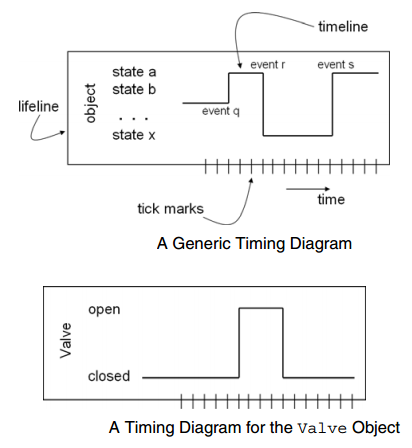 timeline
state a
event r
event s
state b
lifeline
object
event q
. . .
state x
time
tick marks
A Generic Timing Diagram
open
Valve
closed
A Timing Diagram for the Valve Object